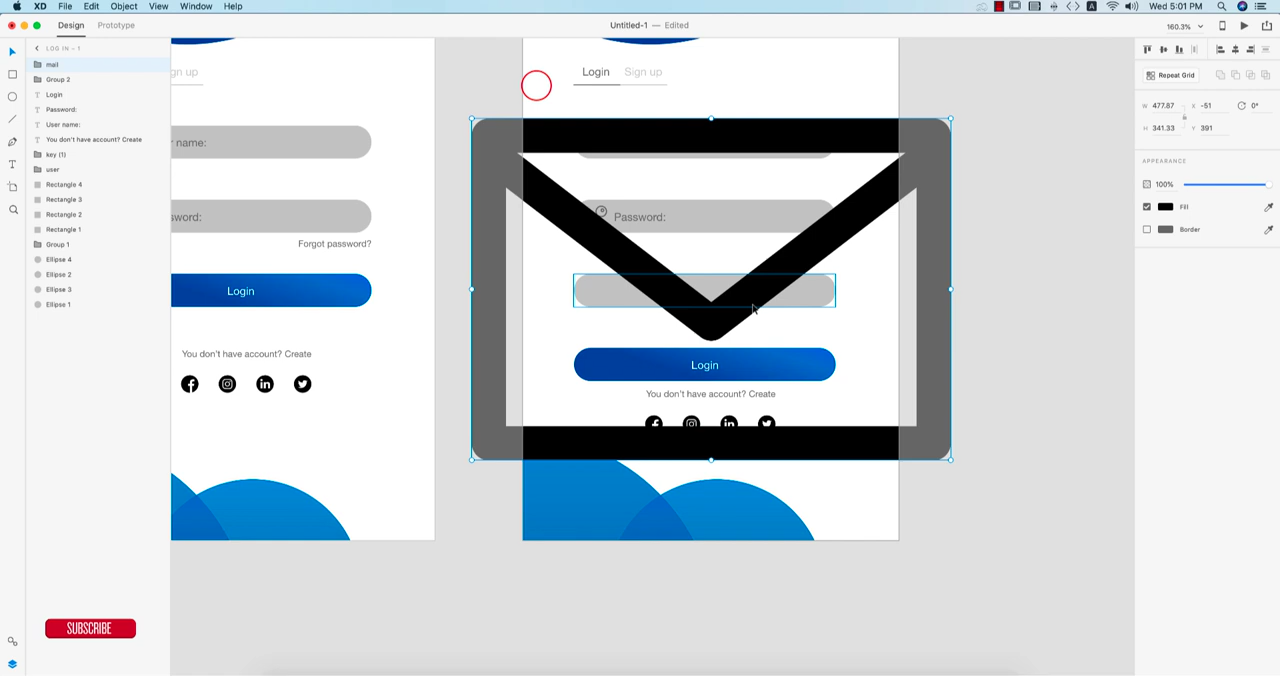 XD File Edit Object View Window Help
A Wed 5:01 PM
Design Prototype
Untitled-1 — Edited
160.3%
LOG IN – 1
mail
Group 2
Login
Password:
User name:
You don't have account? Create
key (1)
user
Rectangle 4
Rectangle 3
Rectangle 2
Rectangle 1
Group 1
Ellipse 4
Ellipse 2
Ellipse 3
Ellipse 1
SUBSCRIBE
gn up
r name:
sword:
Forgot password?
Login
You don't have account? Create
Login Sign up
Password:
Login
You don't have account? Create
Repeat Grid
W 477.87 X -51 0°
H 341.33 Y 391
APPEARANCE
100%
Fill
Border